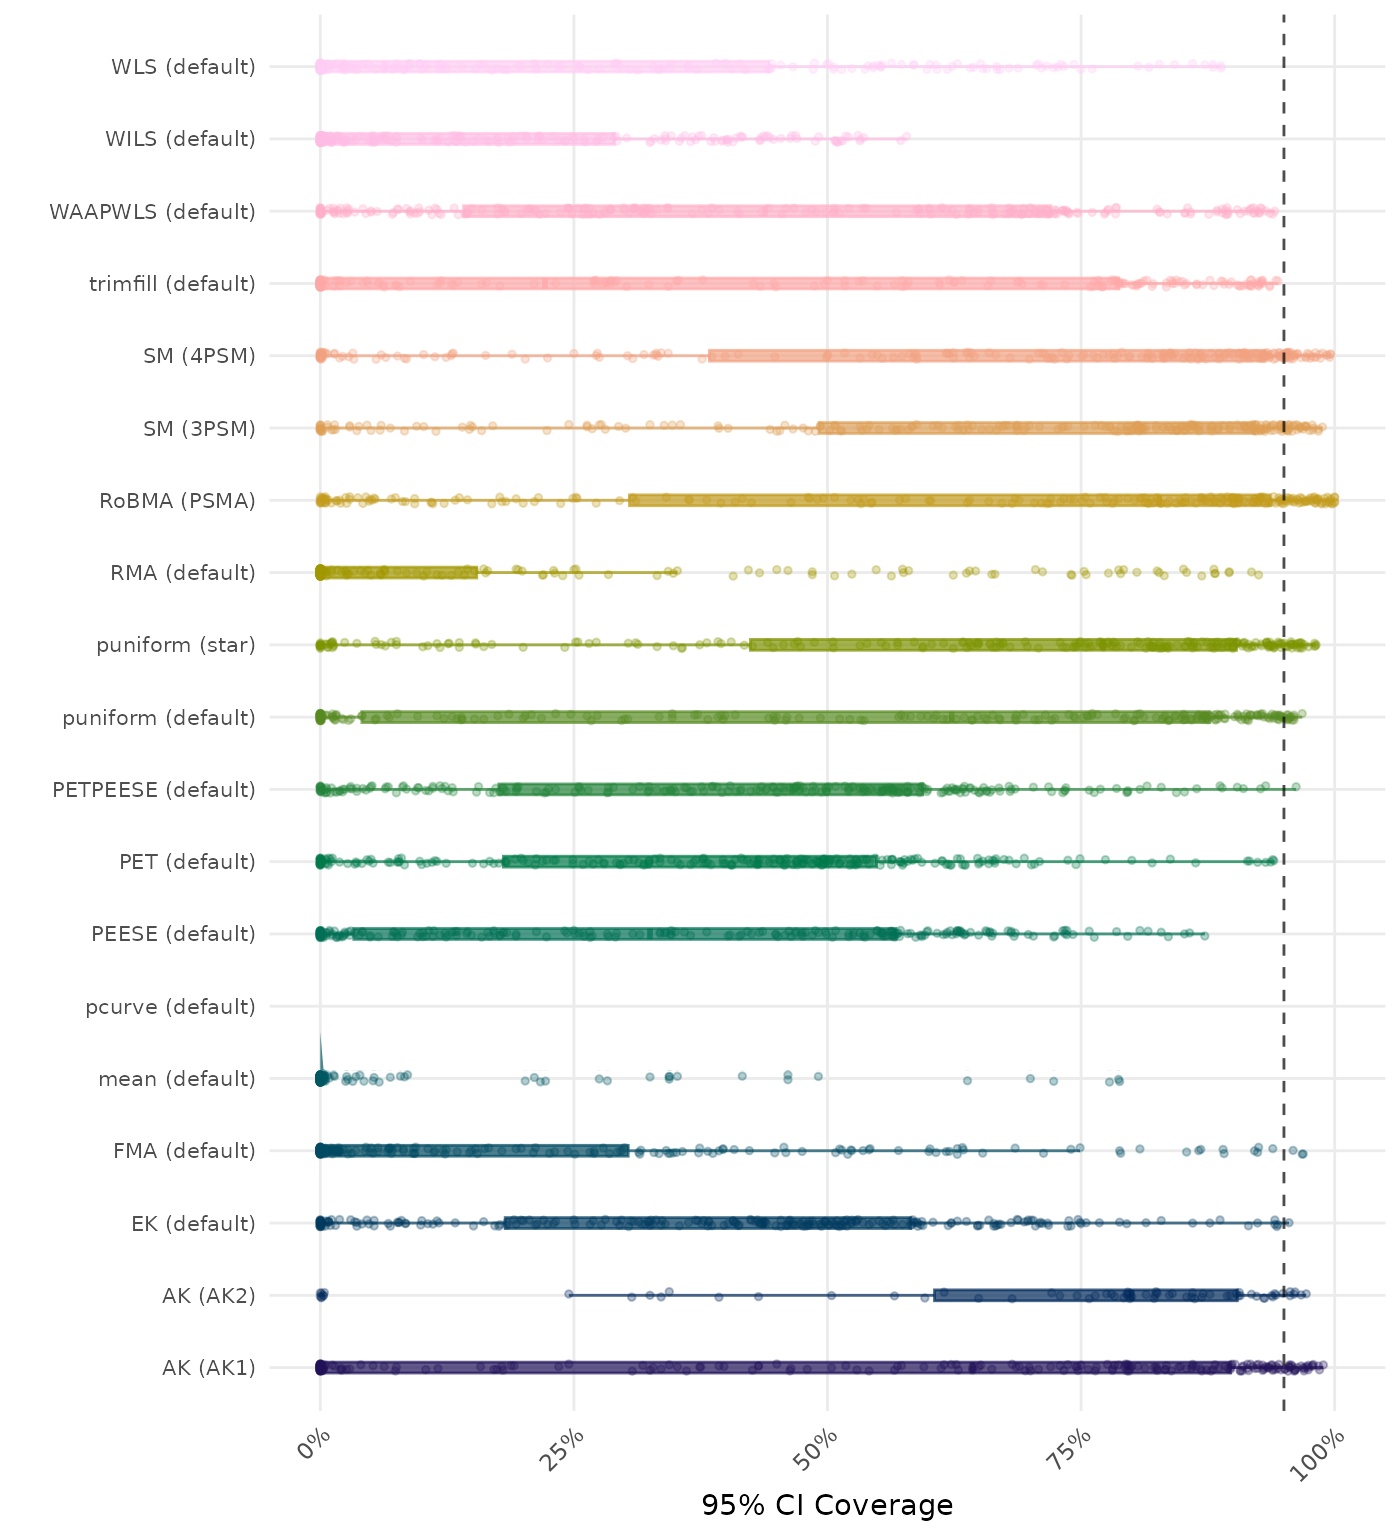 WLS (default)
WILS (default)
WAAPWLS (default)
trimfill (default)
SM (4PSM)
SM (3PSM)
RoBMA (PSMA)
RMA (default)
puniform (star)
puniform (default)
PETPEESE (default)
PET (default)
PEESE (default)
pcurve (default)
mean (default)
FMA (default)
EK (default)
AK (AK2)
AK (AK1)
0%
25%
50%
75%
100%
95% CI Coverage